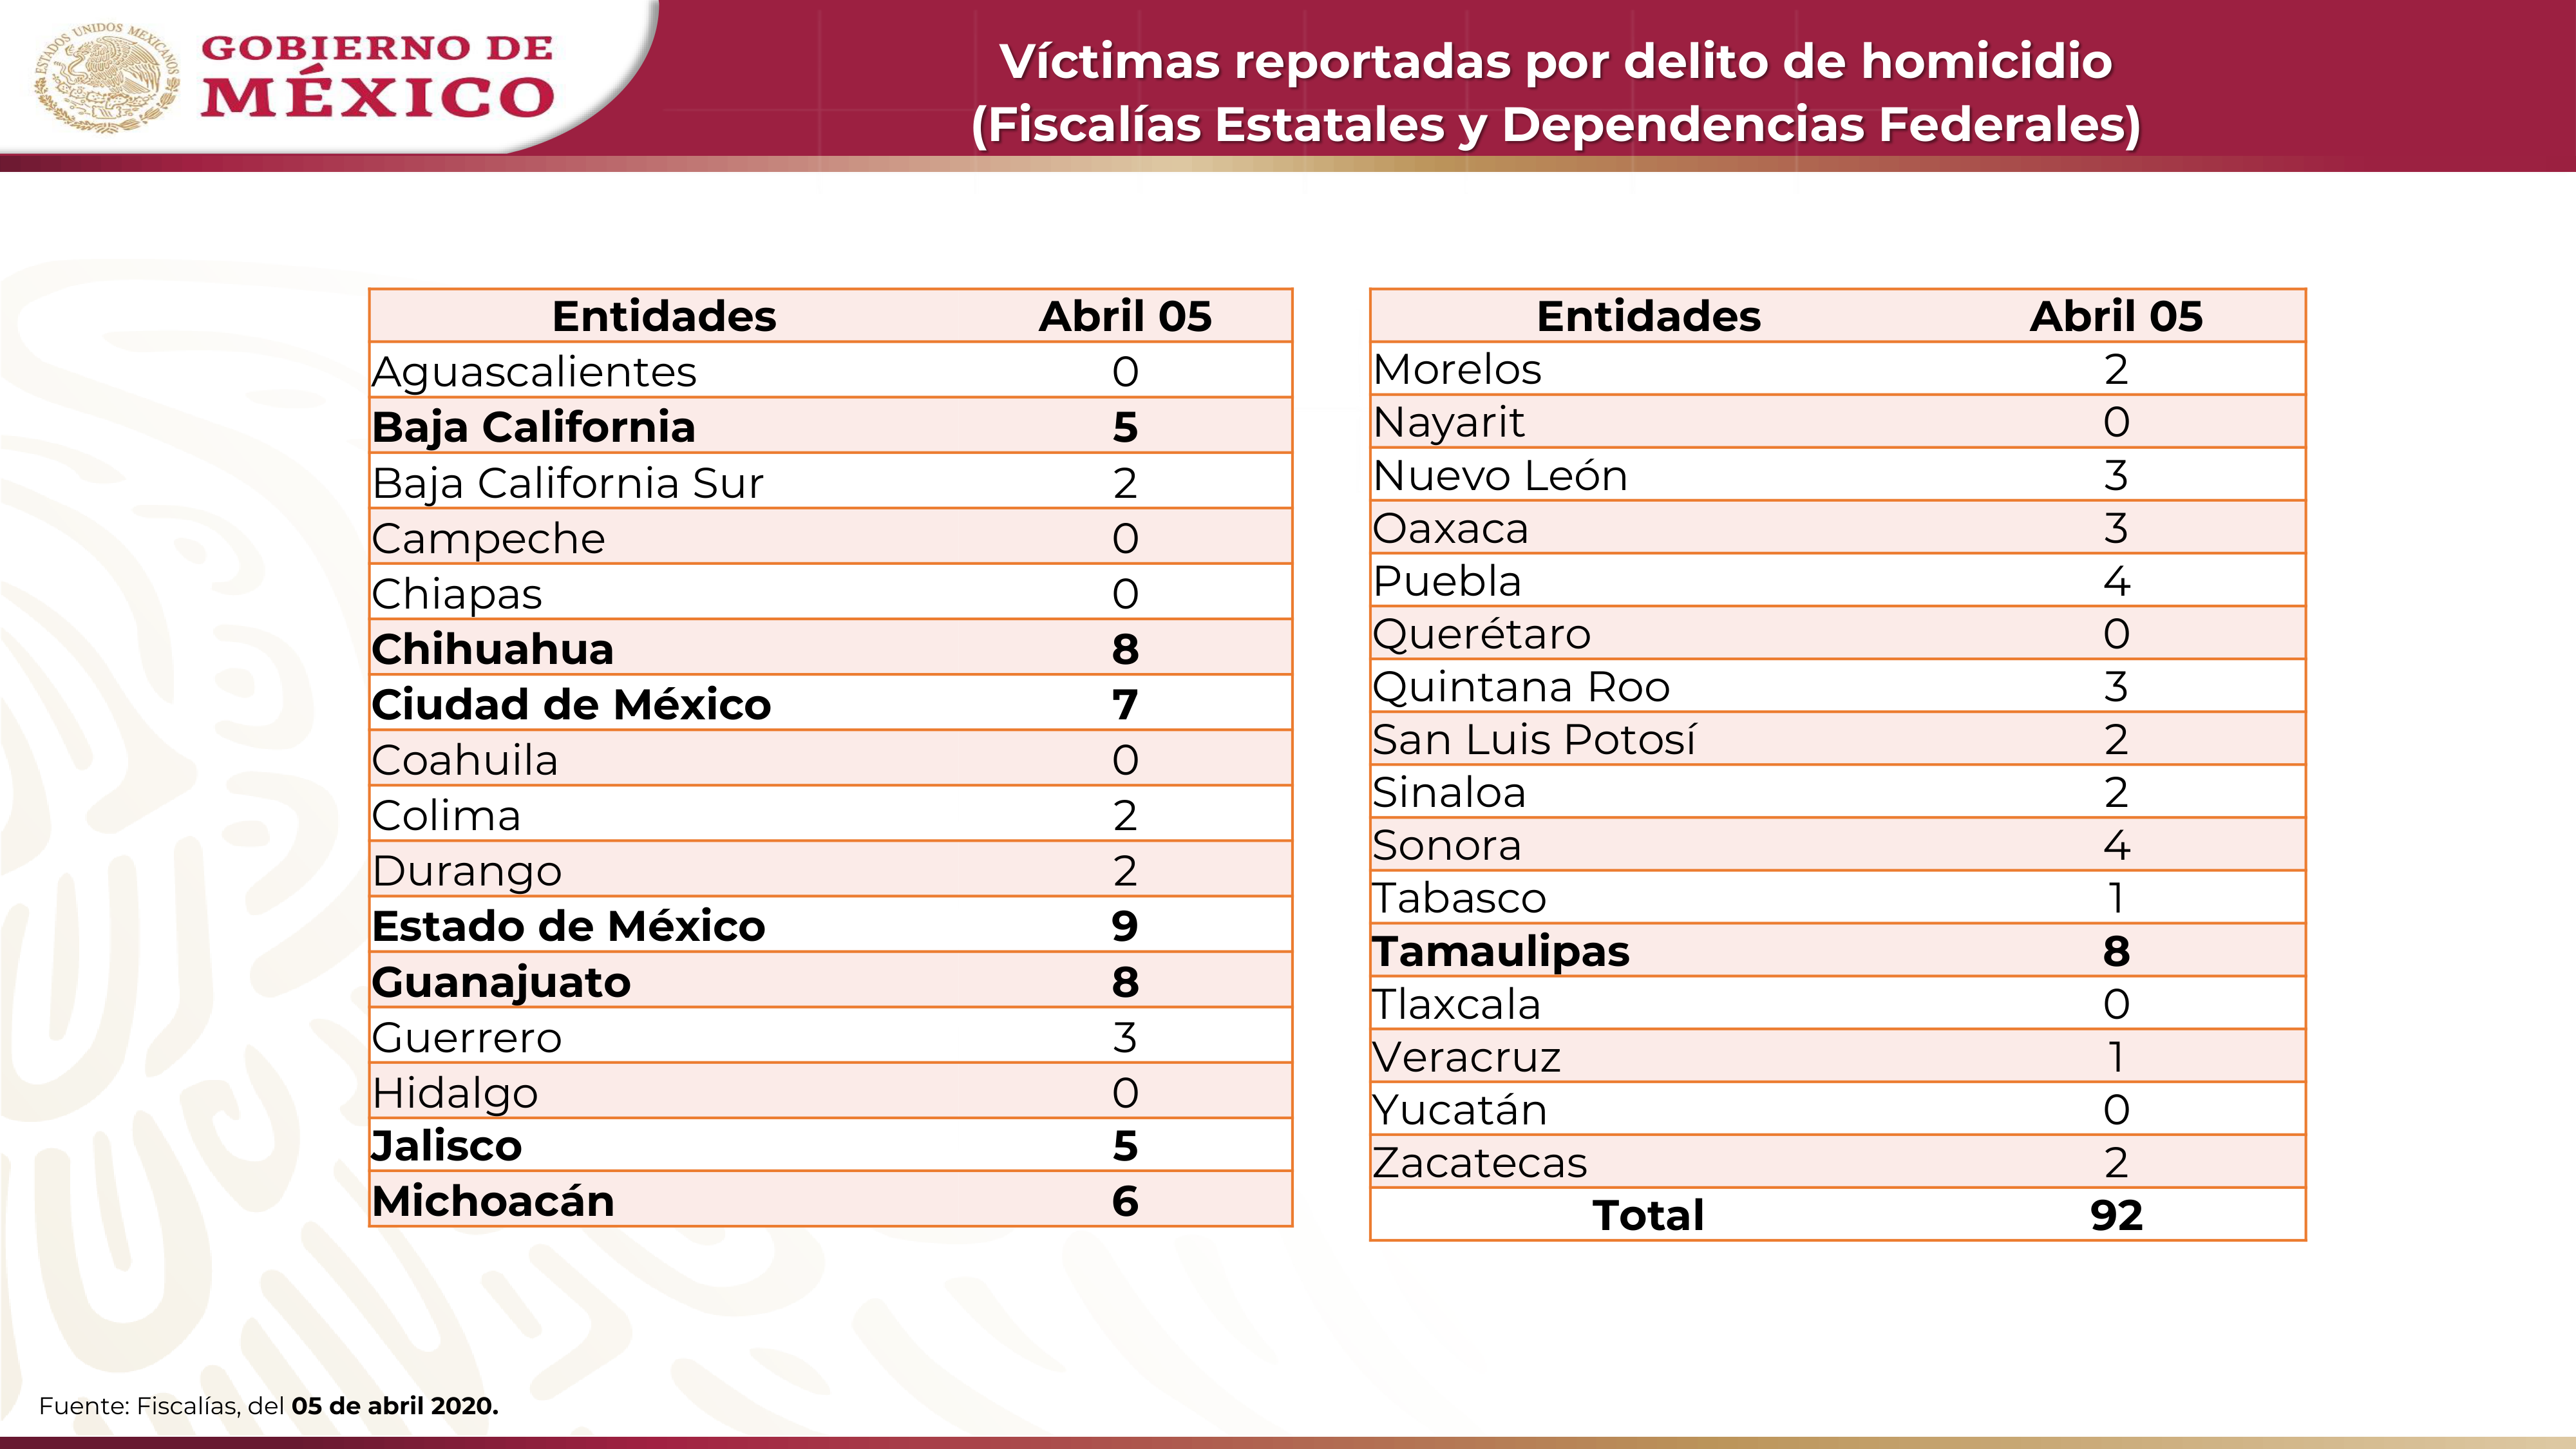 ESTADOS UNIDOS MEXICANOS
GOBIERNO DE
MÉXICO
Víctimas reportadas por delito de homicidio
(Fiscalías Estatales y Dependencias Federales)
Entidades Abril 05
Aguascalientes 0
Baja California 5
Baja California Sur 2
Campeche 0
Chiapas 0
Chihuahua 8
Ciudad de México 7
Coahuila 0
Colima 2
Durango 2
Estado de México 9
Guanajuato 8
Guerrero 3
Hidalgo 0
Jalisco 5
Michoacán 6
Entidades Abril 05
Morelos 2
Nayarit 0
Nuevo León 3
Oaxaca 3
Puebla 4
Querétaro 0
Quintana Roo 3
San Luis Potosí 2
Sinaloa 2
Sonora 4
Tabasco 1
Tamaulipas 8
Tlaxcala 0
Veracruz 1
Yucatán 0
Zacatecas 2
Total 92
Fuente: Fiscalías, del 05 de abril 2020.